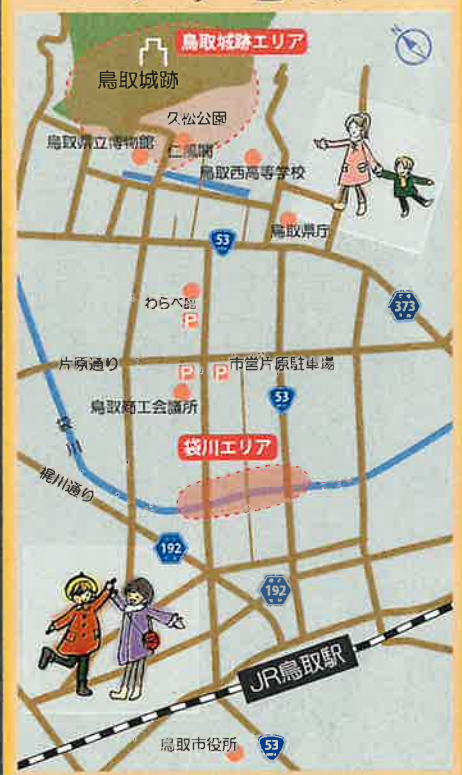 N
鳥取城跡エリア
鳥取城跡
久松公園
鳥取県立博物館
仁風閣
鳥取西高等学校
鳥取県庁
53
わらべ館
P
373
片原通り
P
P
市営片原駐車場
53
鳥取商工会議所
袋川
袋川エリア
梶川通り
192
192
JR鳥取駅
鳥取市役所
53